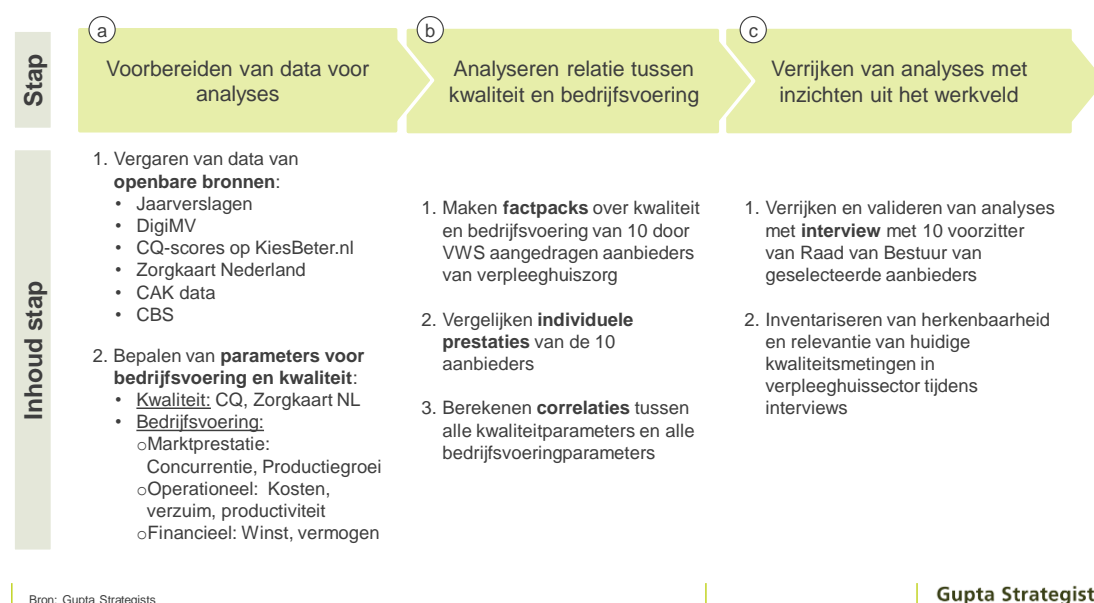 Stap
a
Voorbereiden van data voor
analyses
b
Analyseren relatie tussen
kwaliteit en bedrijfsvoering
c
Verrijken van analyses met
inzichten uit het werkveld
Inhoud stap
1. Vergaren van data van
openbare bronnen:
• Jaarverslagen
• DigiMV
• CQ-scores op KiesBeter.nl
• Zorgkaart Nederland
• CAK data
• CBS
2. Bepalen van parameters voor
bedrijfsvoering en kwaliteit:
• Kwaliteit: CQ, Zorgkaart NL
• Bedrijfsvoering:
oMarktprestatie:
Concurrentie, Productiegroei
oOperationeel: Kosten,
verzuim, productiviteit
oFinancieel: Winst, vermogen
1. Maken factpacks over kwaliteit
en bedrijfsvoering van 10 door
VWS aangedragen aanbieders
van verpleeghuiszorg
2. Vergelijken individuele
prestaties van de 10
aanbieders
3. Berekenen correlaties tussen
alle kwaliteitparameters en alle
bedrijfsvoeringparameters
1. Verrijken en valideren van analyses
met interview met 10 voorzitter
van Raad van Bestuur van
geselecteerde aanbieders
2. Inventariseren van herkenbaarheid
en relevantie van huidige
kwaliteitsmetingen in
verpleeghuissector tijdens
interviews
Bron: Gupta Strategists
Gupta Strategist